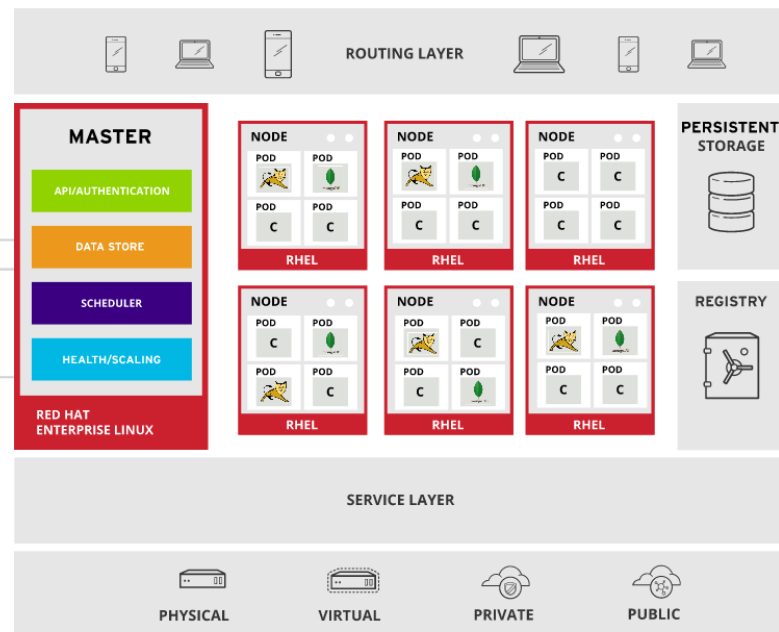 ROUTING LAYER
MASTER
API/AUTHENTICATION
DATA STORE
SCHEDULER
HEALTH/SCALING
RED HAT
ENTERPRISE LINUX
NODE
POD POD
POD POD
C C
RHEL
NODE
POD POD
POD POD
C C
RHEL
NODE
POD POD
C C
POD POD
C C
RHEL
NODE
POD POD
C
POD POD
C
RHEL
NODE
POD POD
C
POD POD
C
RHEL
NODE
POD POD
POD POD
C C
RHEL
PERSISTENT
STORAGE
REGISTRY
SERVICE LAYER
PHYSICAL
VIRTUAL
PRIVATE
PUBLIC